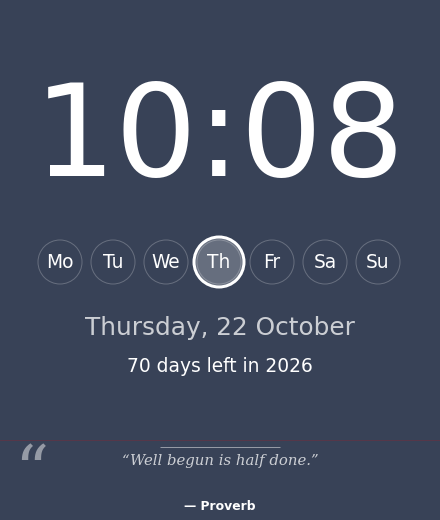 10:08
Mo Tu We Th Fr Sa Su
Thursday, 22 October
70 days left in 2026
“
“Well begun is half done.”
— Proverb